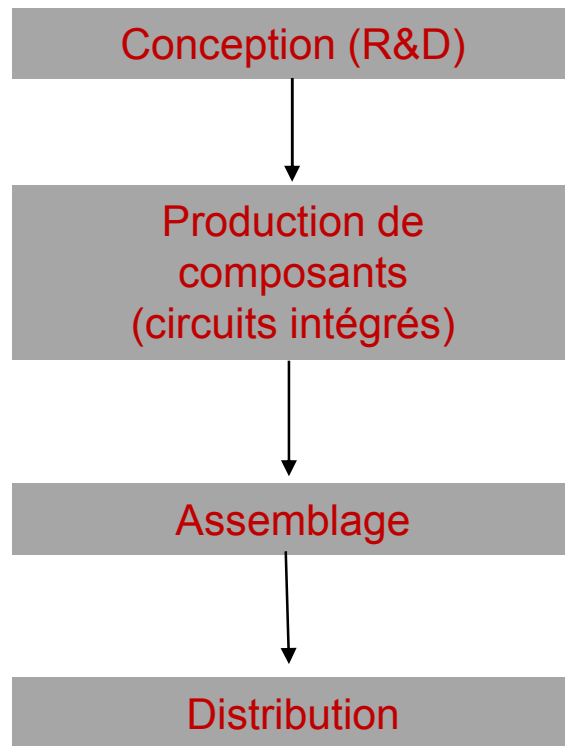 Conception (R&D)
Production de
composants
(circuits intégrés)
Assemblage
Distribution